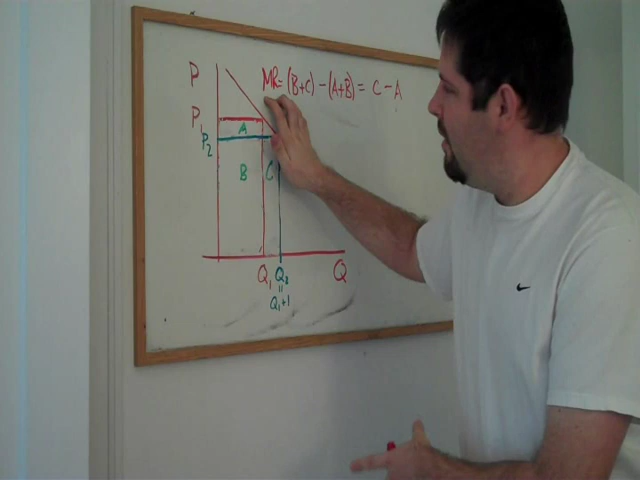 P MR = (B+C) - (A+B) = C - A
P1
A
P2
B C
Q1 Q2 Q
=
Q1+1